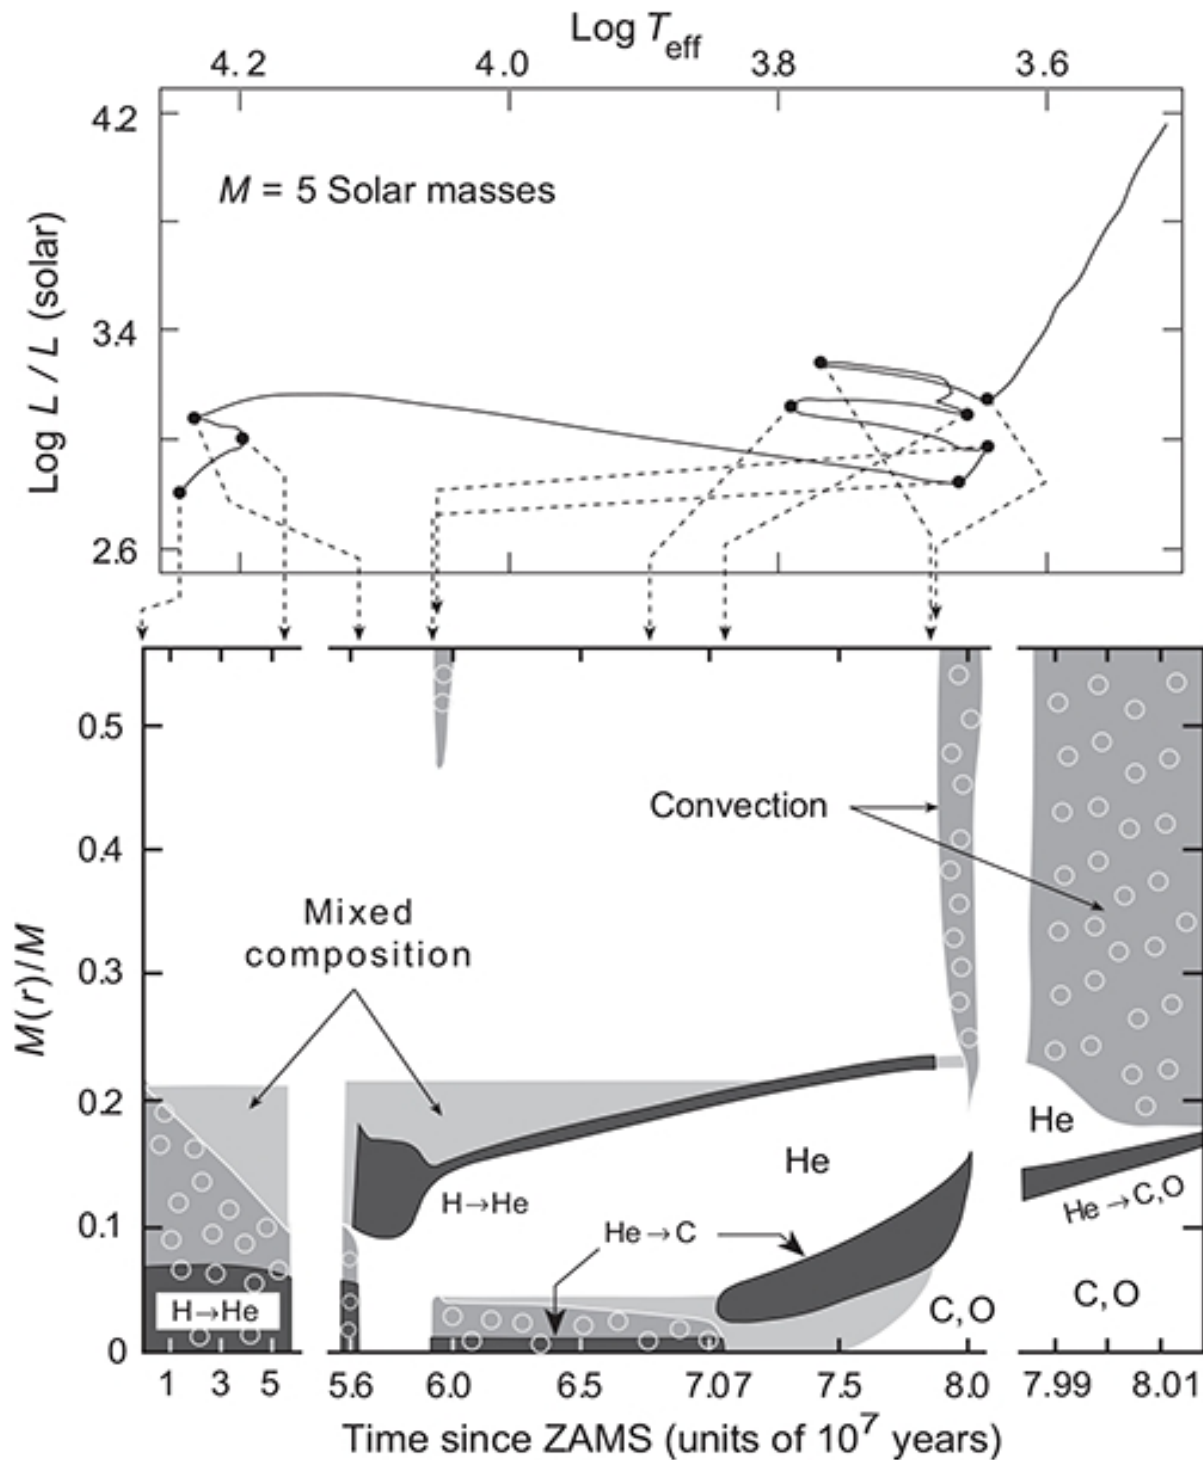 Log T_eff
4.2 4.0 3.8 3.6
4.2
M = 5 Solar masses
Log L / L (solar)
3.4
2.6
0.5
Convection
0.4
Mixed
composition
M(r)/M
0.3
0.2
He
He
H→He
He→C,O
0.1
He→C
H→He
C,O
C,O
0
1 3 5 5.6 6.0 6.5 7.07 7.5 8.0 7.99 8.01
Time since ZAMS (units of 10^7 years)